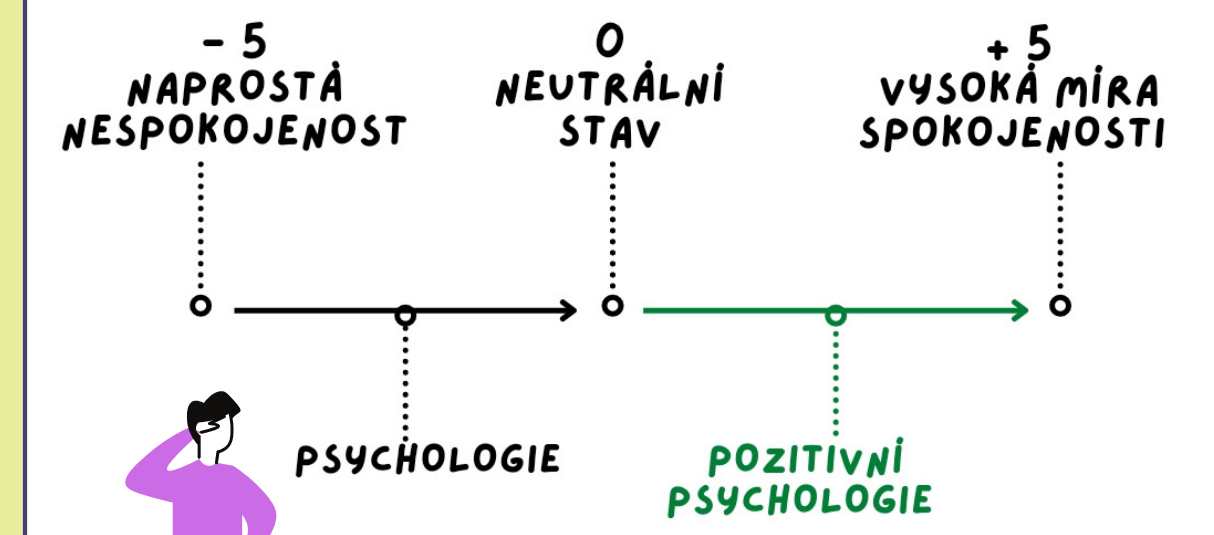 - 5
NAPROSTÁ
NESPOKOJENOST
0
NEUTRÁLNÍ
STAV
+ 5
VYSOKÁ MÍRA
SPOKOJENOSTI
PSYCHOLOGIE
POZITIVNÍ
PSYCHOLOGIE